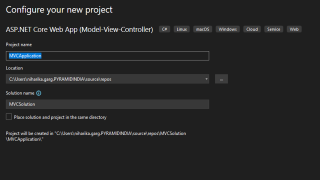 Configure your new project
ASP.NET Core Web App (Model-View-Controller) C# Linux macOS Windows Cloud Service Web
Project name
MVCApplication
Location
C:\Users\niharika.garg.PYRAMIDINDIA\source\repos
...
Solution name
MVCSolution
Place solution and project in the same directory
Project will be created in "C:\Users\niharika.garg.PYRAMIDINDIA\source\repos\MVCSolution
\MVCApplication\"